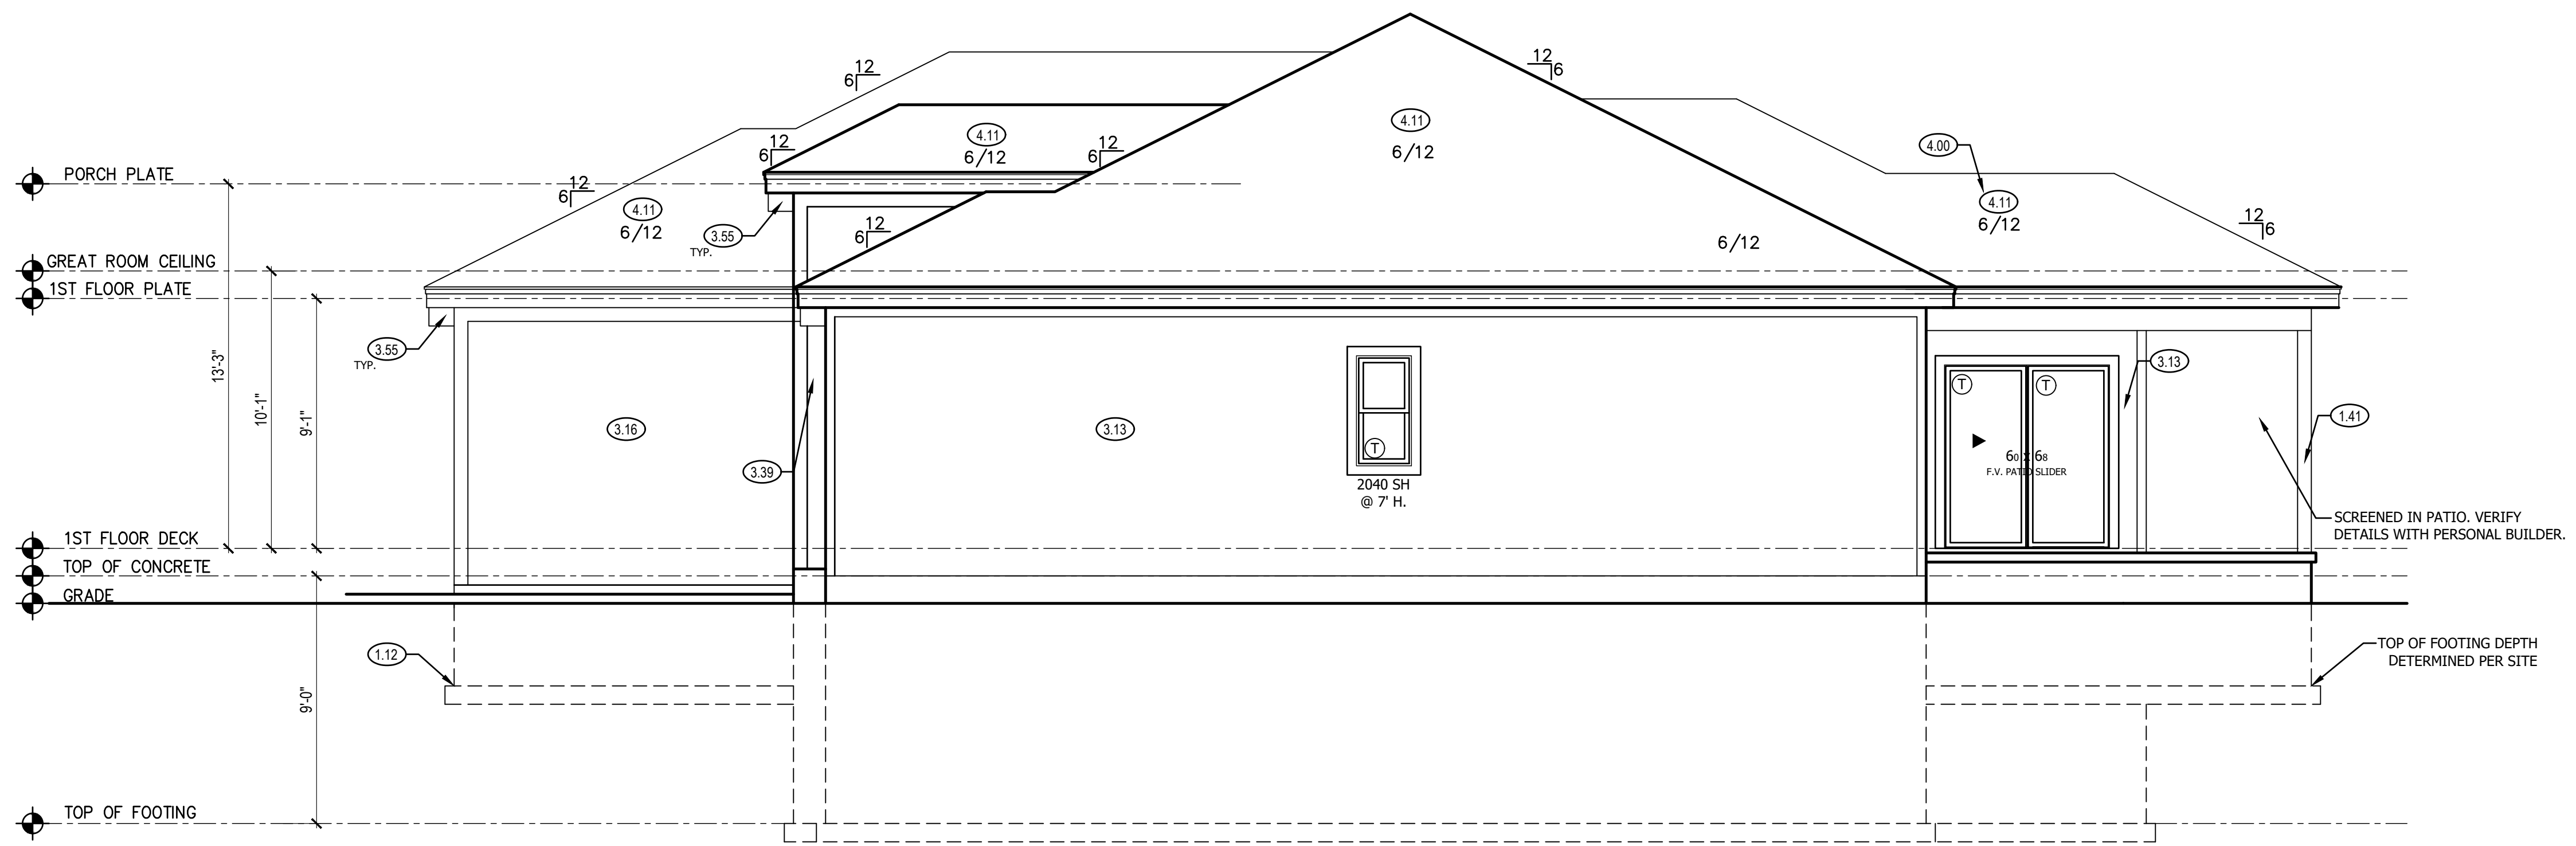 12
6
12
6
4.11
6/12
12
6
12
6
4.11
6/12
4.00
PORCH PLATE
12
6
4.11
6/12
3.55
TYP.
12
6
6/12
4.11
6/12
12
6
GREAT ROOM CEILING
1ST FLOOR PLATE
13'-3"
10'-1"
9'-1"
3.55
TYP.
3.16
3.39
3.13
T
2040 SH
@ 7' H.
T
T
60 X 68
F.V. PATIO SLIDER
3.13
1.41
SCREENED IN PATIO. VERIFY
DETAILS WITH PERSONAL BUILDER.
1ST FLOOR DECK
TOP OF CONCRETE
GRADE
1.12
9'-0"
TOP OF FOOTING DEPTH
DETERMINED PER SITE
TOP OF FOOTING